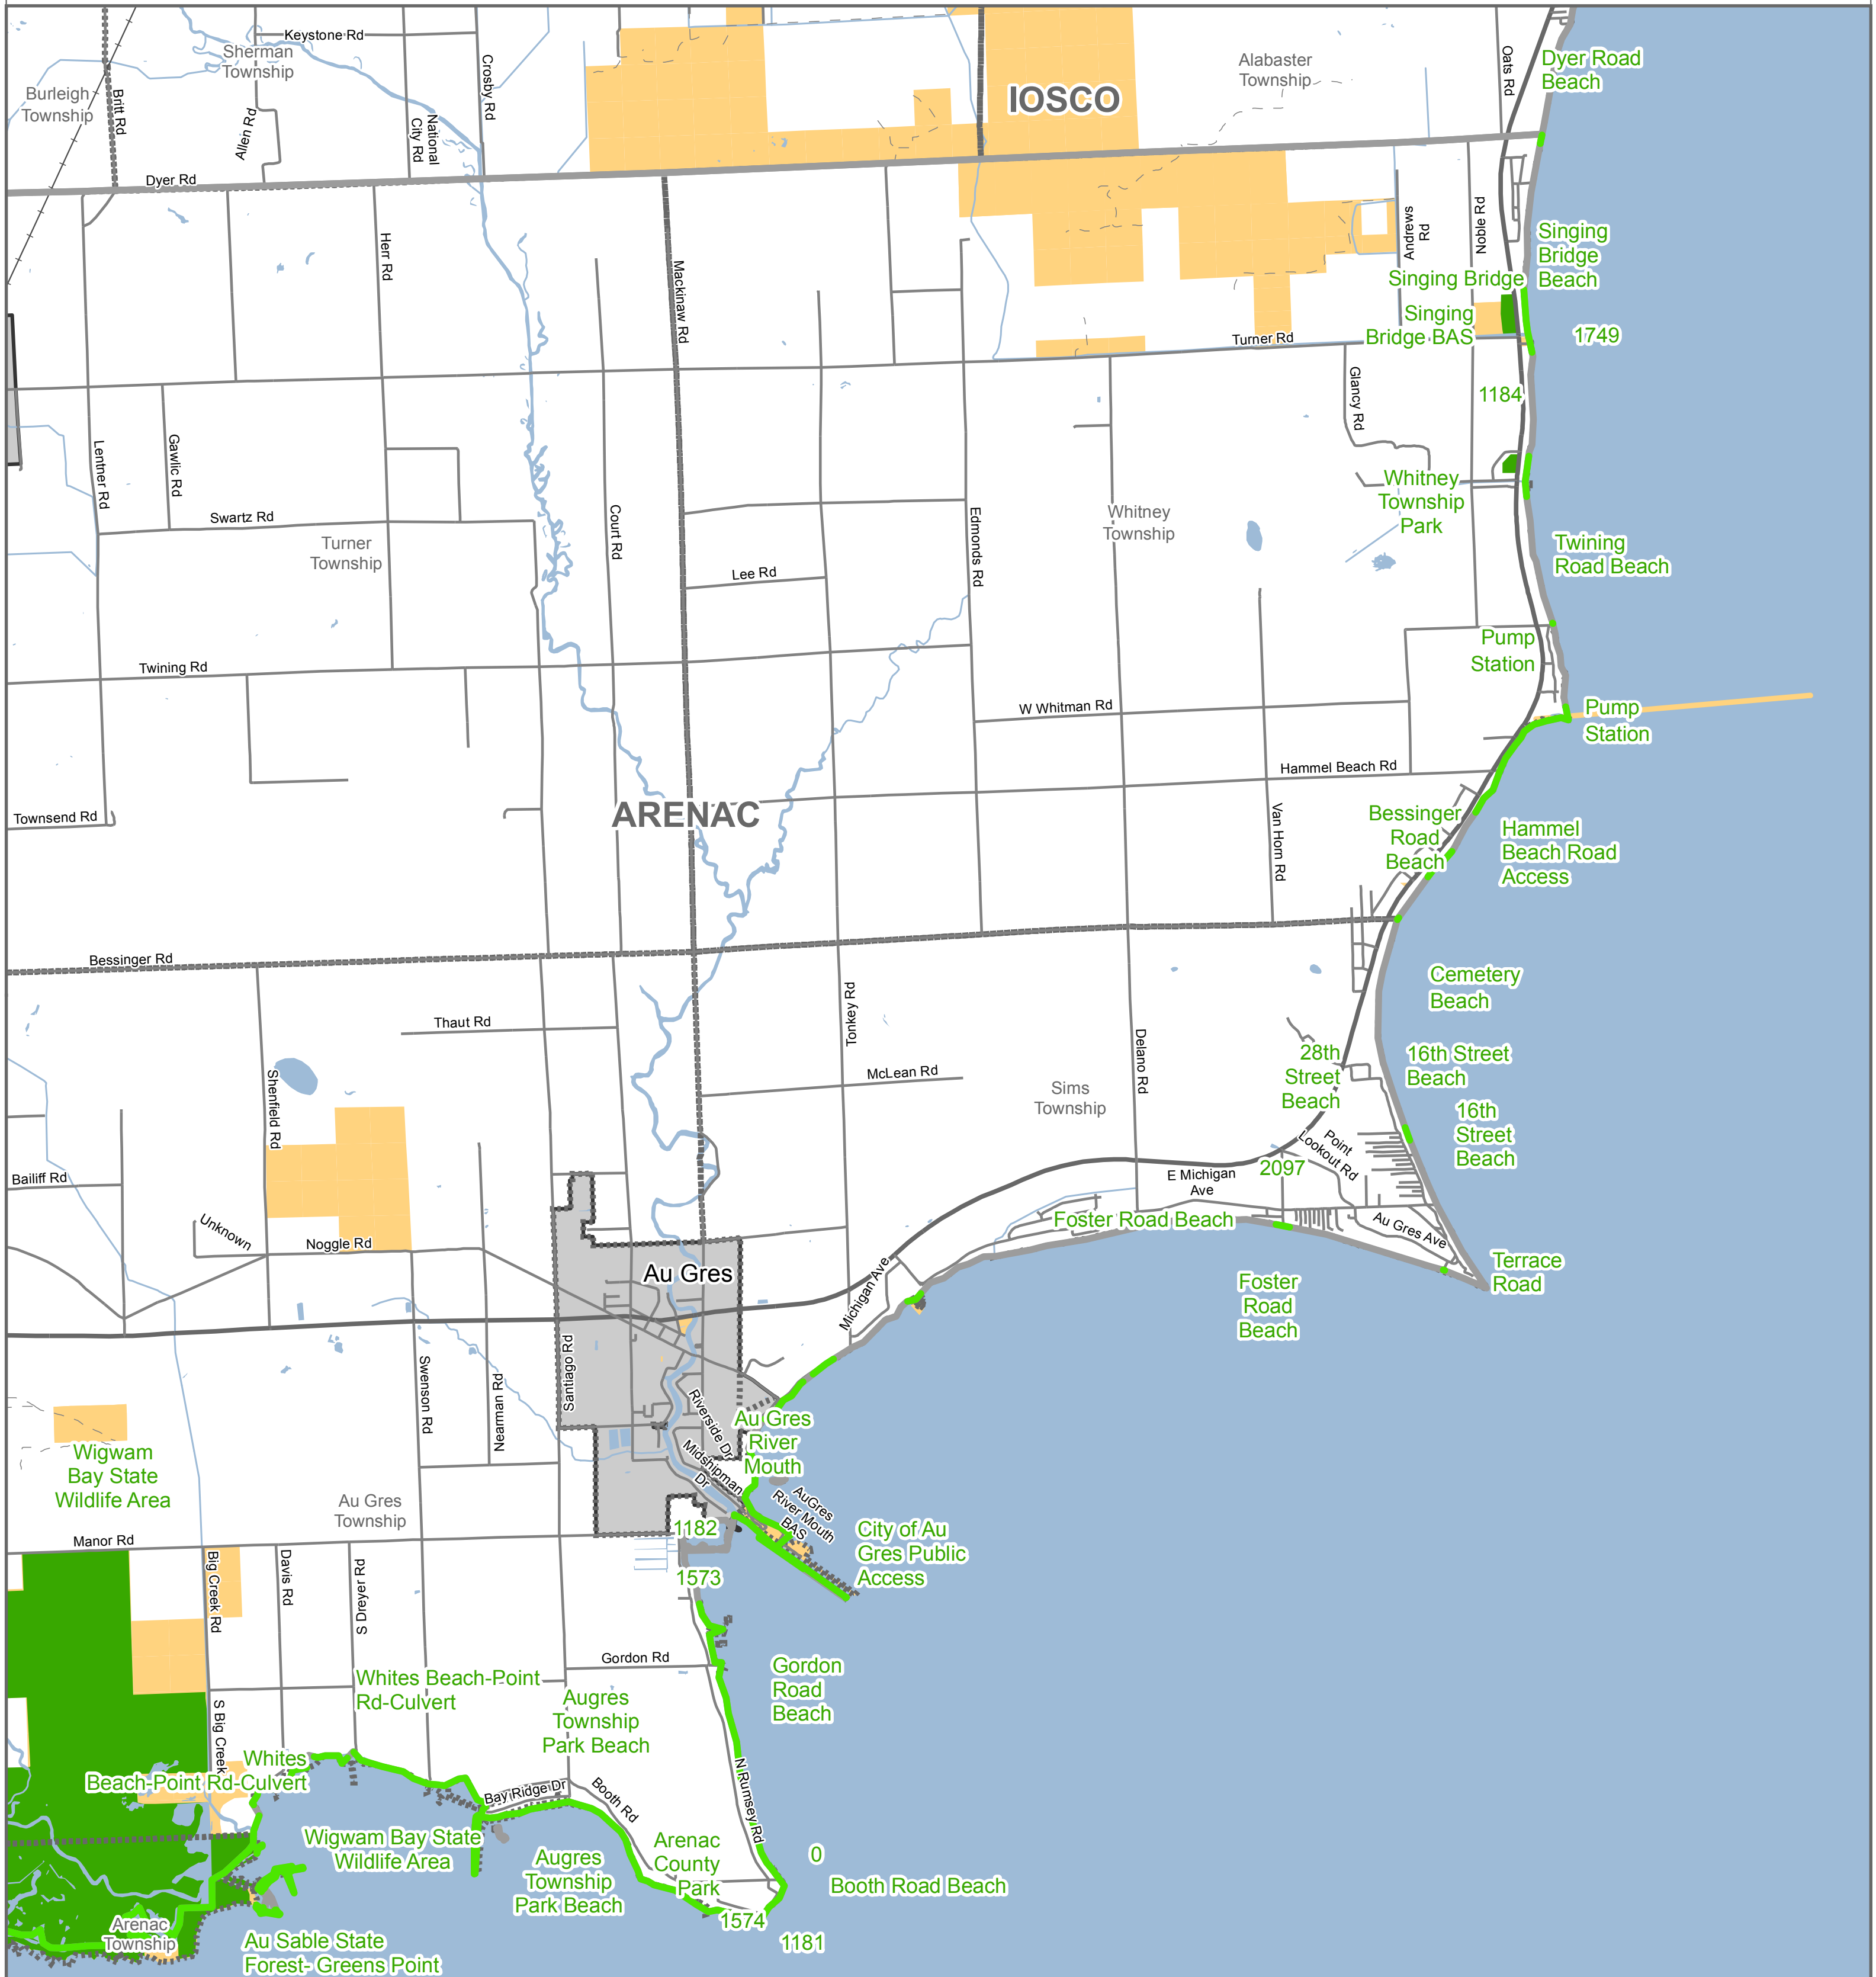 Keystone Rd
Sherman
Township
Burleigh
Township
Britt Rd
Allen Rd
National
City Rd
Crosby Rd
IOSCO
Alabaster
Township
Oats Rd
Dyer Road
Beach
Dyer Rd
Herr Rd
Mackinaw Rd
Andrews
Rd
Noble Rd
Singing
Bridge
Beach
Singing Bridge
Singing
Bridge BAS
1749
Turner Rd
Glancy Rd
1184
Lentner Rd
Gawlic Rd
Swartz Rd
Turner
Township
Court Rd
Lee Rd
Edmonds Rd
Whitney
Township
Whitney
Township
Park
Twining
Road Beach
Pump
Station
Twining Rd
W Whitman Rd
Pump
Station
Hammel Beach Rd
Townsend Rd
ARENAC
Van Horn Rd
Bessinger
Road
Beach
Hammel
Beach Road
Access
Bessinger Rd
Cemetery
Beach
Thaut Rd
Tonkey Rd
Delano Rd
28th
Street
Beach
16th Street
Beach
Shenfield Rd
McLean Rd
Sims
Township
16th
Street
Beach
Point
Lookout Rd
2097
E Michigan
Ave
Bailiff Rd
Unknown
Noggle Rd
Foster Road Beach
Au Gres Ave
Au Gres
Michigan Ave
Foster
Road
Beach
Terrace
Road
Swenson Rd
Neerman Rd
Santiago Rd
Riverside Dr
Midshipman
Dr
Au Gres
River
Mouth
Wigwam
Bay State
Wildlife Area
Au Gres
Township
AuGres
River Mouth
BAS
City of Au
Gres Public
Access
1182
1573
Manor Rd
Big Creek Rd
Davis Rd
S Dreyer Rd
Gordon Rd
Gordon
Road
Beach
Whites Beach-Point
Rd-Culvert
Augres
Township
Park Beach
S Big Creek
Whites
Beach-Point Rd-Culvert
Bay Ridge Dr
Booth Rd
N Rumsey Rd
Wigwam Bay State
Wildlife Area
Augres
Township
Park Beach
Arenac
County
Park
0
Booth Road Beach
1574
1181
Arenac
Township
Au Sable State
Forest- Greens Point